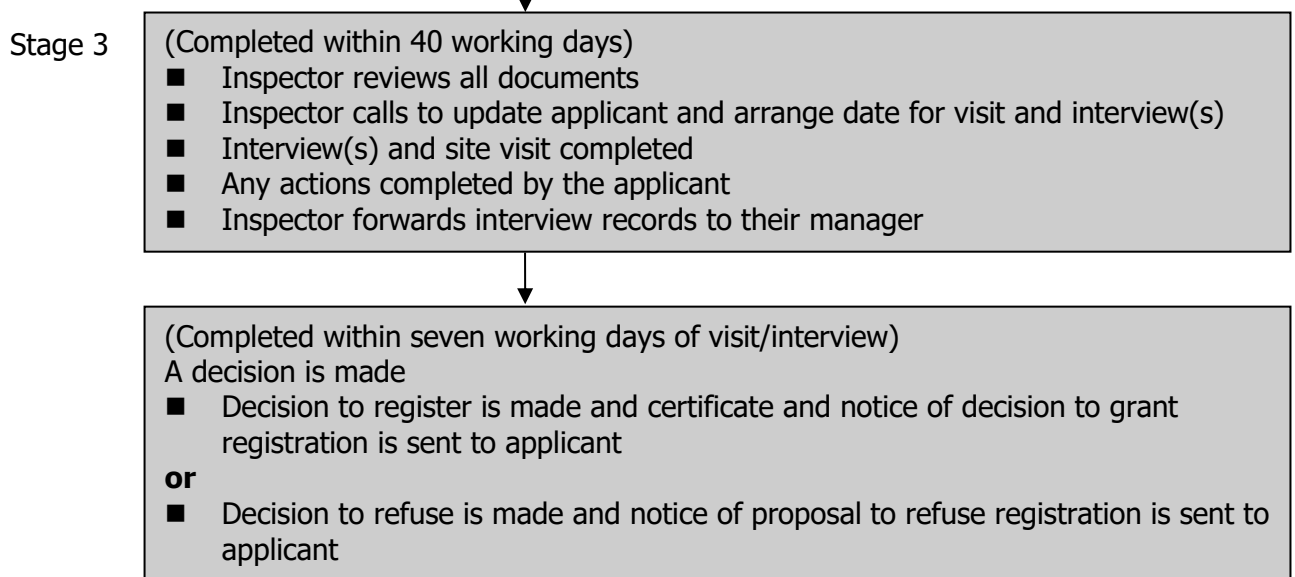 Stage 3
(Completed within 40 working days)
■ Inspector reviews all documents
■ Inspector calls to update applicant and arrange date for visit and interview(s)
■ Interview(s) and site visit completed
■ Any actions completed by the applicant
■ Inspector forwards interview records to their manager
(Completed within seven working days of visit/interview)
A decision is made
■ Decision to register is made and certificate and notice of decision to grant
registration is sent to applicant
or
■ Decision to refuse is made and notice of proposal to refuse registration is sent to
applicant